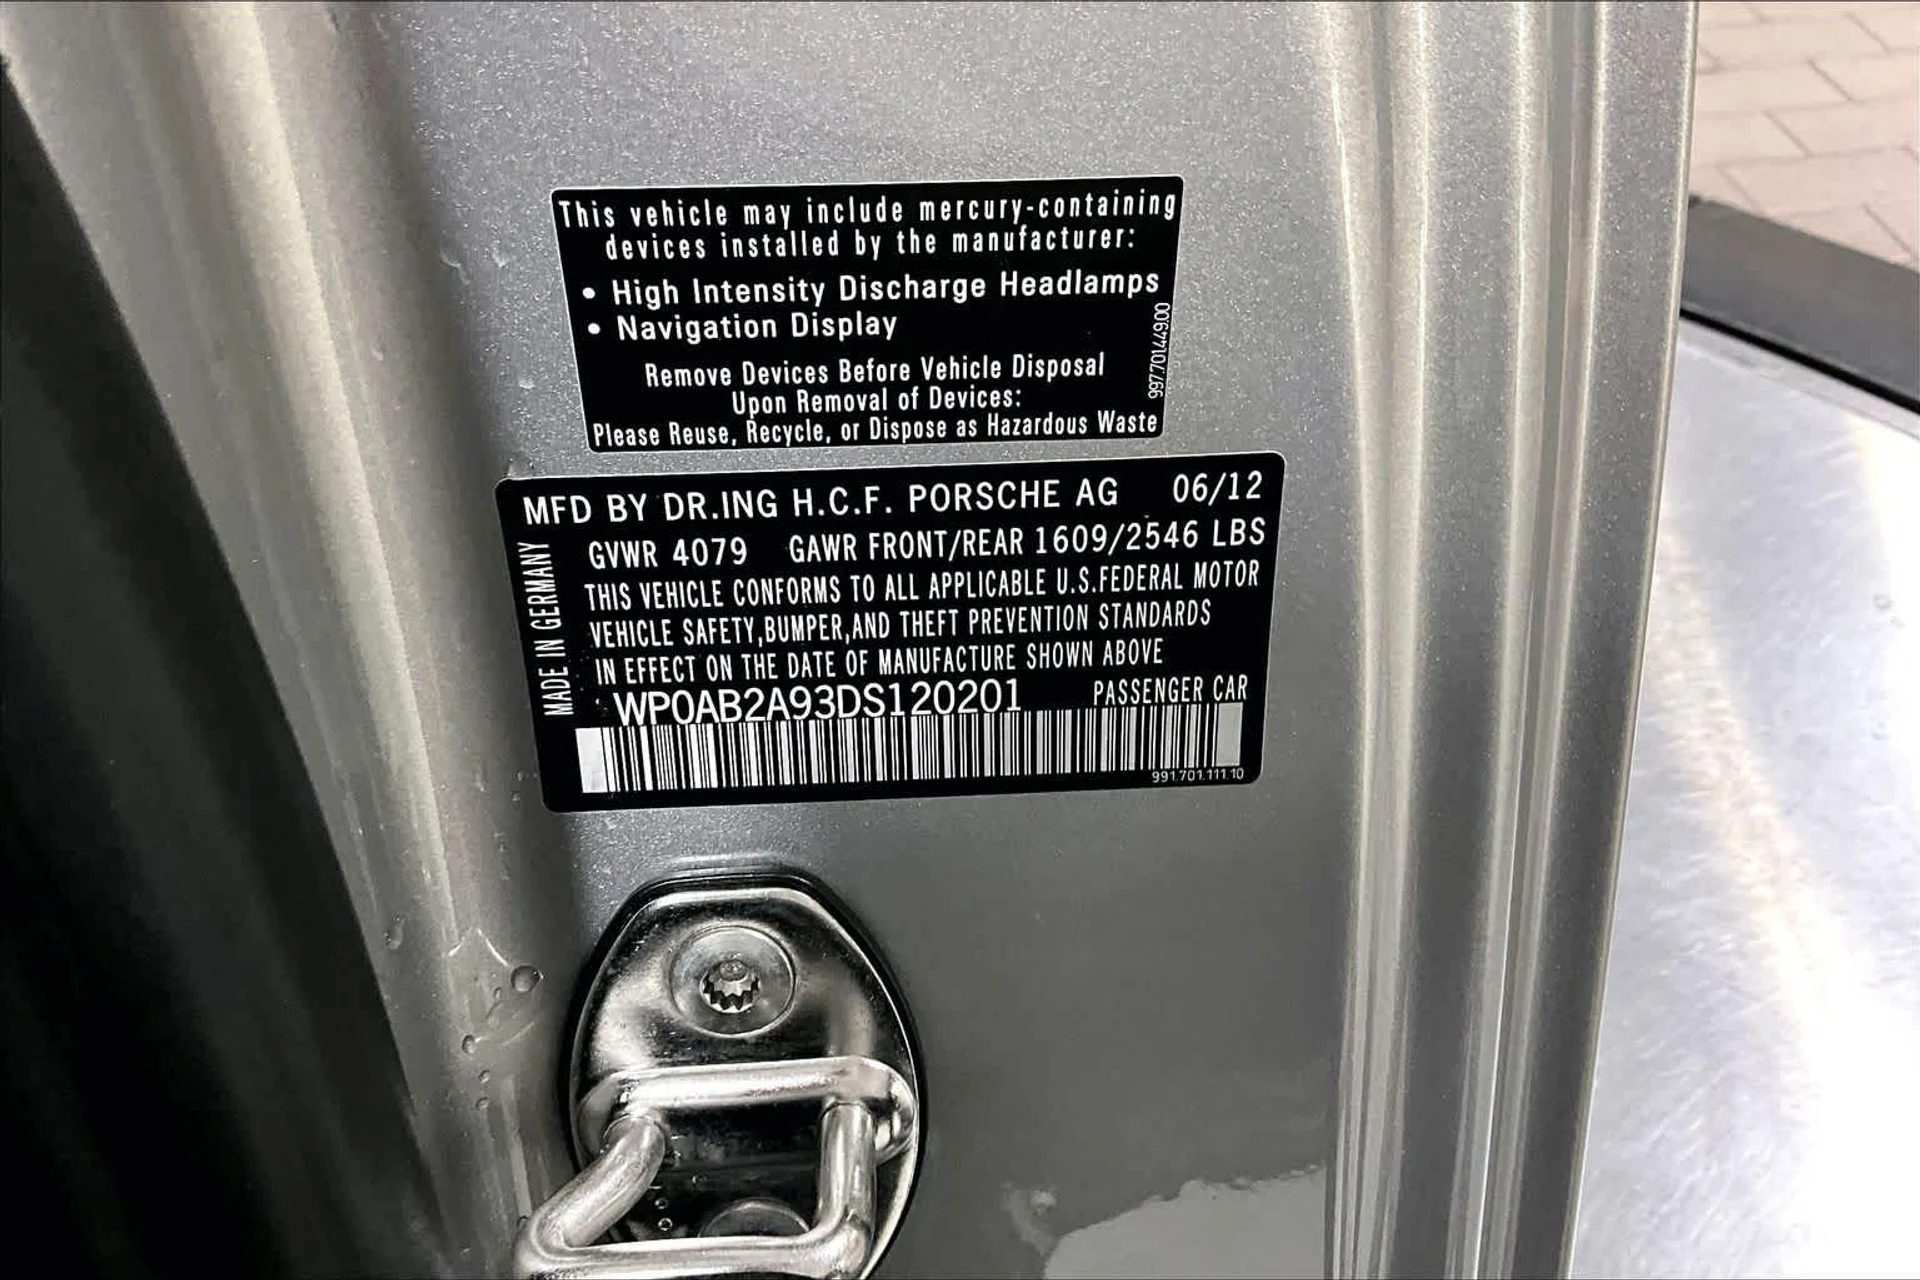 This vehicle may include mercury-containing
devices installed by the manufacturer:
• High Intensity Discharge Headlamps
• Navigation Display
Remove Devices Before Vehicle Disposal
Upon Removal of Devices:
Please Reuse, Recycle, or Dispose as Hazardous Waste
997.701.449.00
MFD BY DR.ING H.C.F. PORSCHE AG 06/12
GVWR 4079 GAWR FRONT/REAR 1609/2546 LBS
THIS VEHICLE CONFORMS TO ALL APPLICABLE U.S.FEDERAL MOTOR
VEHICLE SAFETY,BUMPER,AND THEFT PREVENTION STANDARDS
IN EFFECT ON THE DATE OF MANUFACTURE SHOWN ABOVE
WP0AB2A93DS120201 PASSENGER CAR
991.701.111.10
MADE IN GERMANY